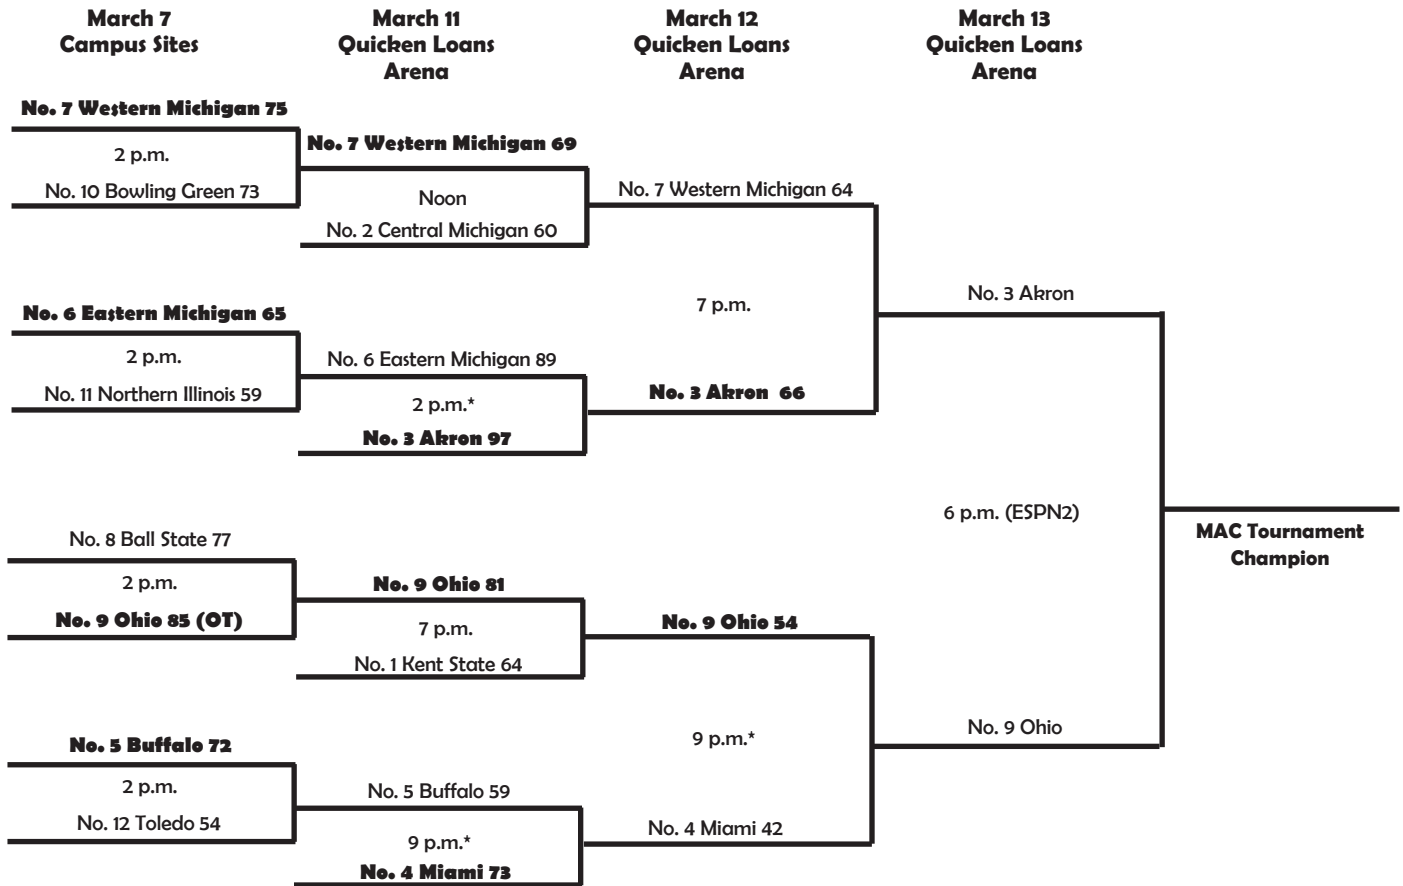 March 7
Campus Sites
March 11
Quicken Loans
Arena
March 12
Quicken Loans
Arena
March 13
Quicken Loans
Arena
No. 7 Western Michigan 75
2 p.m.
No. 10 Bowling Green 73
No. 7 Western Michigan 69
Noon
No. 2 Central Michigan 60
No. 7 Western Michigan 64
7 p.m.
No. 3 Akron
No. 6 Eastern Michigan 65
2 p.m.
No. 11 Northern Illinois 59
No. 6 Eastern Michigan 89
2 p.m.*
No. 3 Akron 97
No. 3 Akron 66
6 p.m. (ESPN2)
MAC Tournament
Champion
No. 8 Ball State 77
2 p.m.
No. 9 Ohio 85 (OT)
No. 9 Ohio 81
7 p.m.
No. 1 Kent State 64
No. 9 Ohio 54
9 p.m.*
No. 9 Ohio
No. 5 Buffalo 72
2 p.m.
No. 12 Toledo 54
No. 5 Buffalo 59
9 p.m.*
No. 4 Miami 73
No. 4 Miami 42